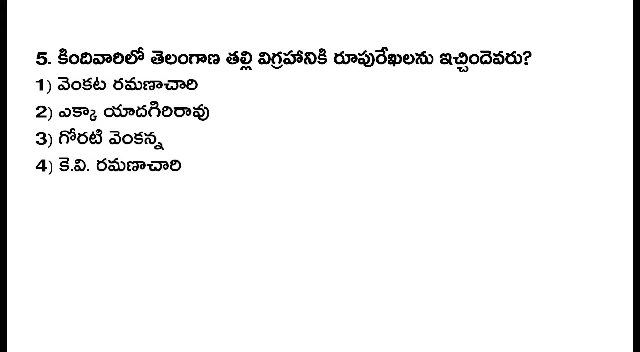 5. కిందివారిలో తెలంగాణ తల్లి విగ్రహానికి రూపురేఖలను ఇచ్చిందెవరు?
1) వెంకట రమణాచారి
2) ఎక్కా యాదగిరిరావు
3) గోరటి వెంకన్న
4) కె.వి. రమణాచారి